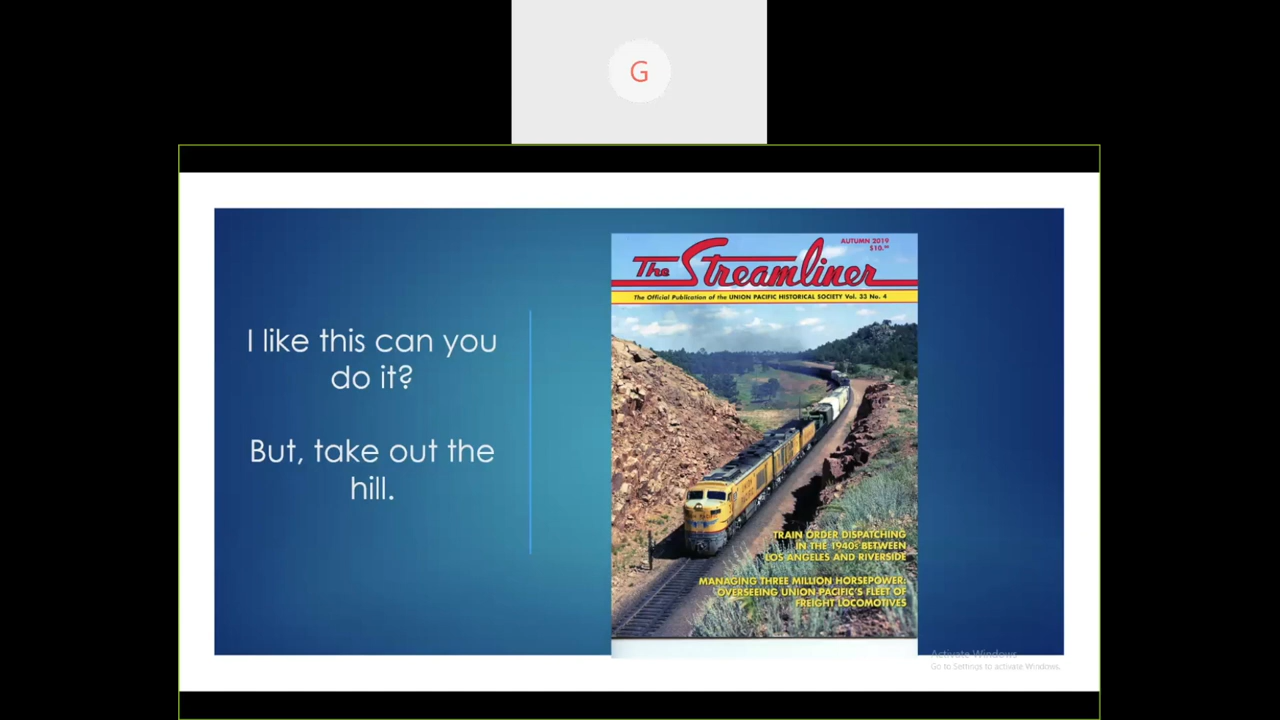 G
I like this can you
do it?
But, take out the
hill.
AUTUMN 2019
The Streamliner
The Official Publication of the UNION PACIFIC HISTORICAL SOCIETY Vol. 33 No. 4
UNION
TRAIN ORDER DISPATCHING
IN THE 1940s BETWEEN
LOS ANGELES AND RIVERSIDE
MANAGING THREE MILLION HORSEPOWER:
OVERSEEING UNION PACIFIC'S FLEET OF
FREIGHT LOCOMOTIVES
Activate Windows
Go to Settings to activate Windows.